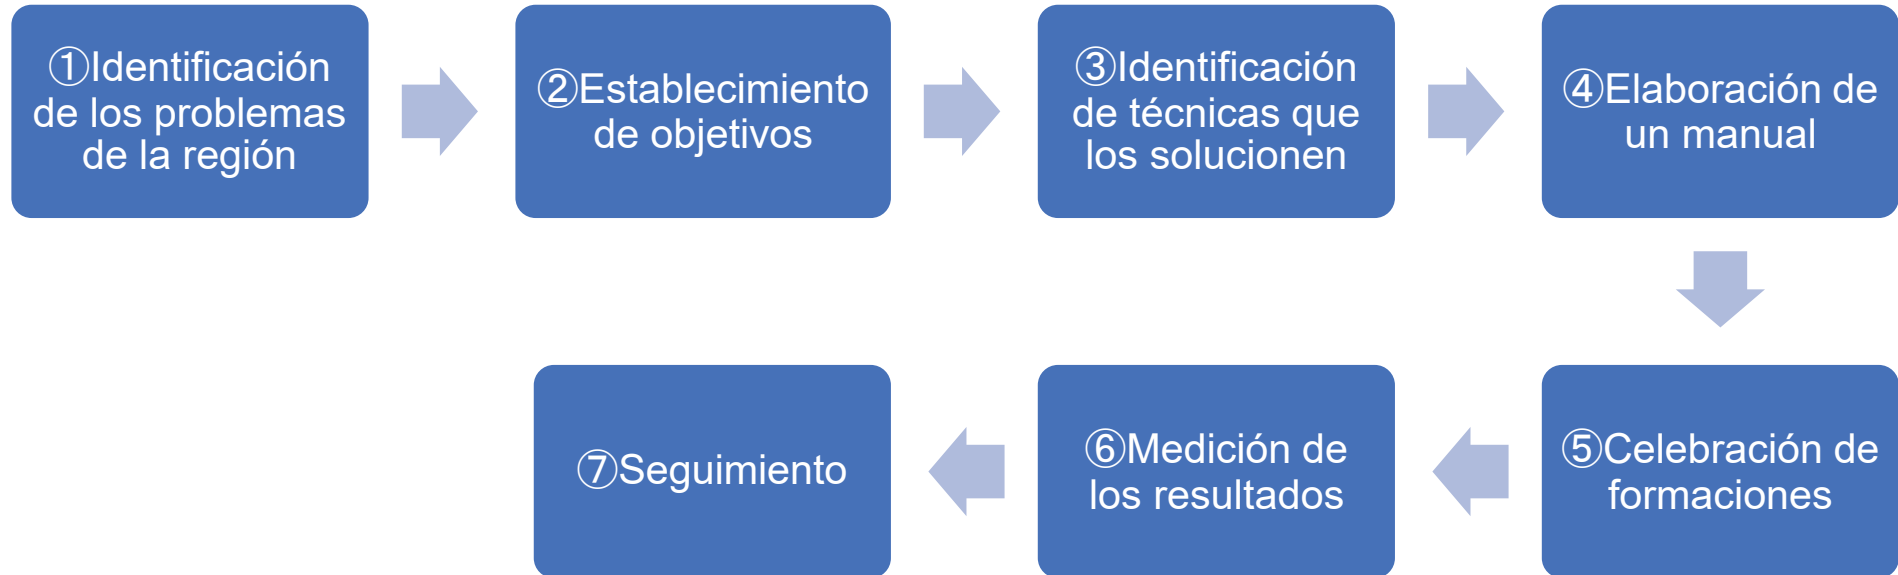 ①Identificación
de los problemas
de la región
②Establecimiento
de objetivos
③Identificación
de técnicas que
los solucionen
④Elaboración de
un manual
⑤Celebración de
formaciones
⑥Medición de
los resultados
⑦Seguimiento